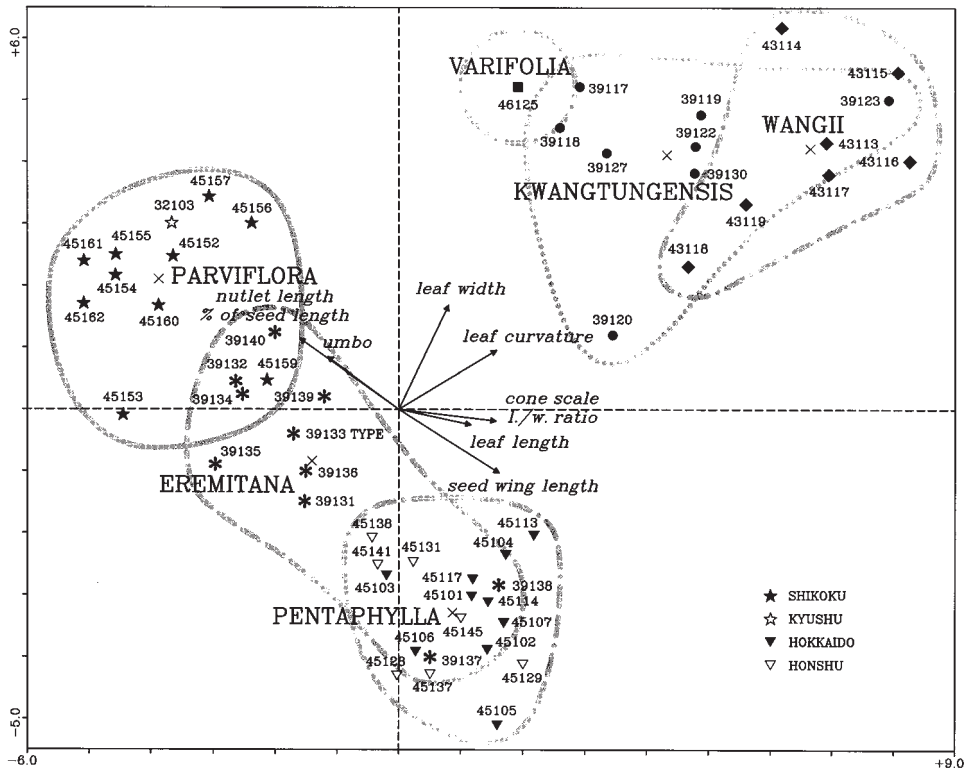 +6.0
43114
VARIFOLIA
43115
46125
39117
39123
39119
39118
39122
WANGII
43113
39127
43116
39130
KWANGTUNGENSIS
43117
43119
45157
32103
45156
45161
45155
45152
43118
PARVIFLORA
45154
nutlet length
leaf width
45162
45160
% of seed length
39120
umbo
leaf curvature
39140
39132
45159
39134
39139
45153
cone scale
l./w. ratio
39133 TYPE
leaf length
39135
39136
EREMITANA
seed wing length
39131
45138
45113
45104
45141
45131
45103
45117
39138
45101
45114
SHIKOKU
PENTAPHYLLA
KYUSHU
45145
45107
45106
45102
HOKKAIDO
45128
39137
HONSHU
45137
45129
45105
-5.0
-6.0
+9.0